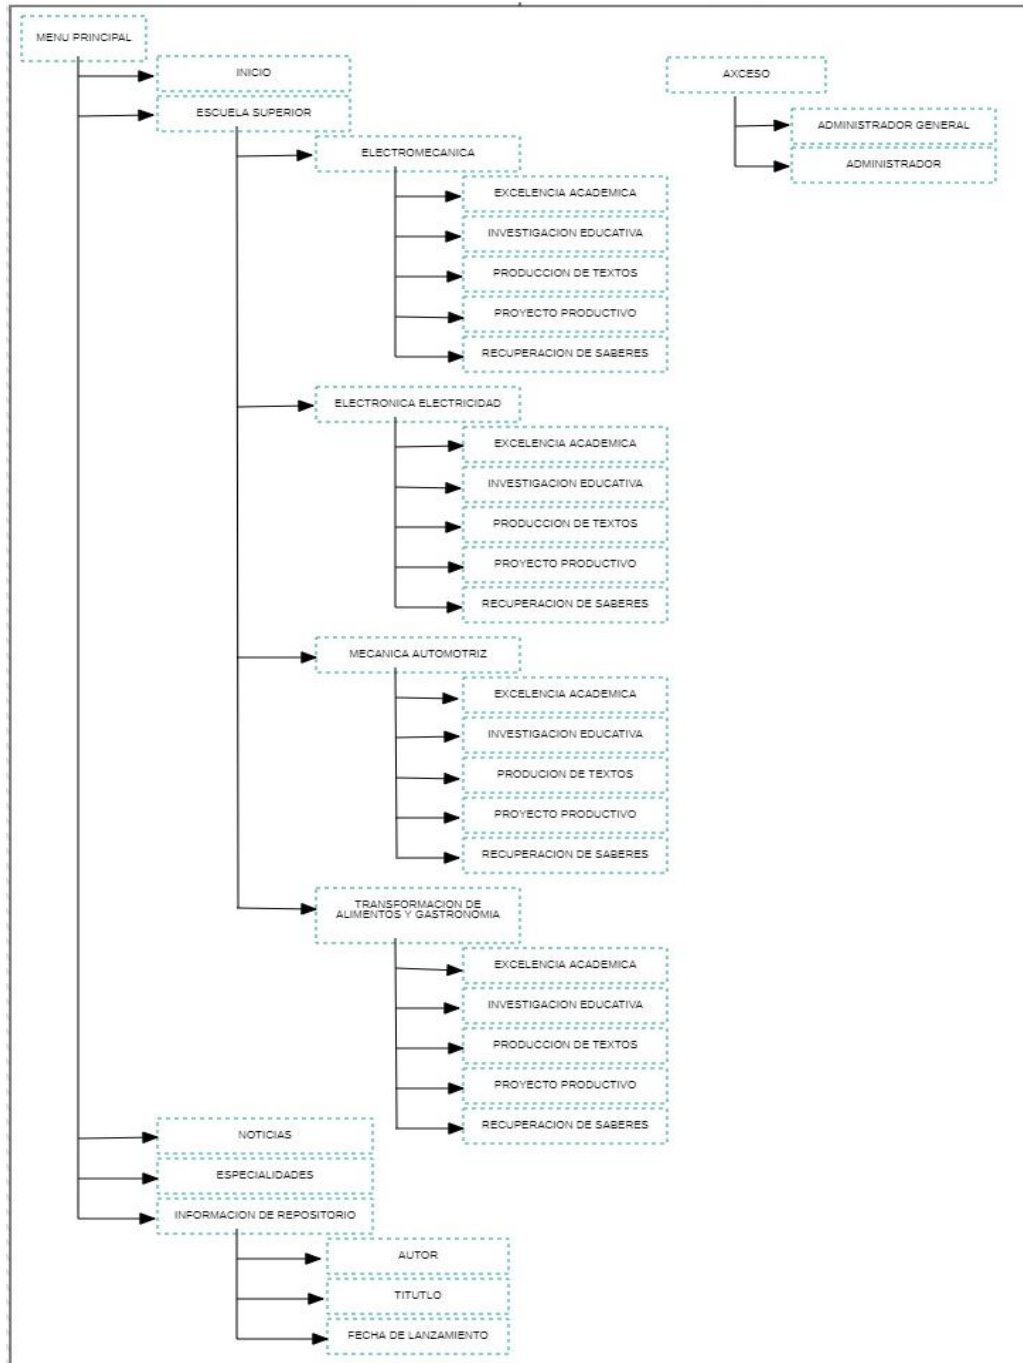 MENU PRINCIPAL
INICIO
ESCUELA SUPERIOR
ELECTROMECANICA
EXCELENCIA ACADEMICA
INVESTIGACION EDUCATIVA
PRODUCCION DE TEXTOS
PROYECTO PRODUCTIVO
RECUPERACION DE SABERES
ELECTRONICA ELECTRICIDAD
EXCELENCIA ACADEMICA
INVESTIGACION EDUCATIVA
PRODUCCION DE TEXTOS
PROYECTO PRODUCTIVO
RECUPERACION DE SABERES
MECANICA AUTOMOTRIZ
EXCELENCIA ACADEMICA
INVESTIGACION EDUCATIVA
PRODUCION DE TEXTOS
PROYECTO PRODUCTIVO
RECUPERACION DE SABERES
TRANSFORMACION DE
ALIMENTOS Y GASTRONOMIA
EXCELENCIA ACADEMICA
INVESTIGACION EDUCATIVA
PRODUCCION DE TEXTOS
PROYECTO PRODUCTIVO
RECUPERACION DE SABERES
NOTICIAS
ESPECIALIDADES
INFORMACION DE REPOSITORIO
AUTOR
TITUTLO
FECHA DE LANZAMIENTO
AXCESO
ADMINISTRADOR GENERAL
ADMINISTRADOR